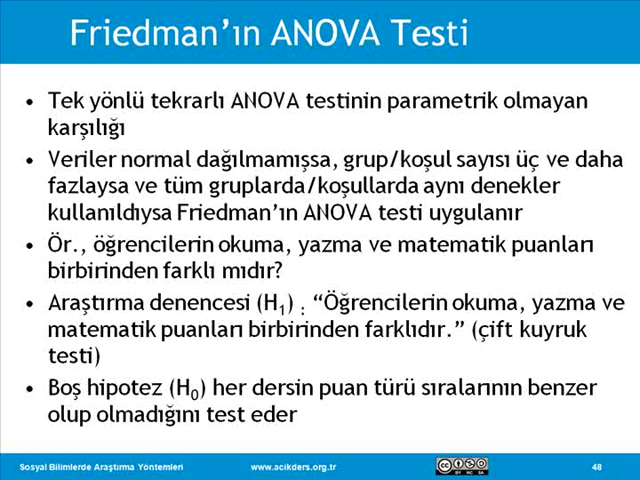 Friedman’ın ANOVA Testi
• Tek yönlü tekrarlı ANOVA testinin parametrik olmayan
karşılığı
• Veriler normal dağılmamışsa, grup/koşul sayısı üç ve daha
fazlaysa ve tüm gruplarda/koşullarda aynı denekler
kullanıldıysa Friedman’ın ANOVA testi uygulanır
• Ör., öğrencilerin okuma, yazma ve matematik puanları
birbirinden farklı mıdır?
• Araştırma denencesi (H1) : “Öğrencilerin okuma, yazma ve
matematik puanları birbirinden farklıdır.” (çift kuyruk
testi)
• Boş hipotez (H0) her dersin puan türü sıralarının benzer
olup olmadığını test eder
Sosyal Bilimlerde Araştırma Yöntemleri www.acikders.org.tr cc BY NC SA 48